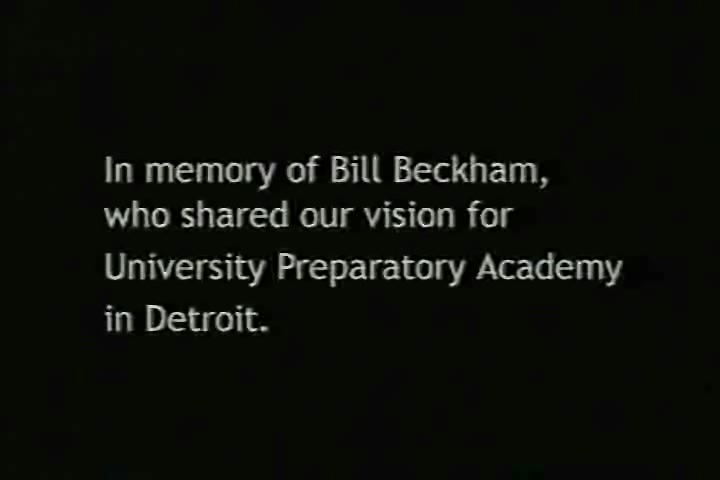 In memory of Bill Beckham,
who shared our vision for
University Preparatory Academy
in Detroit.